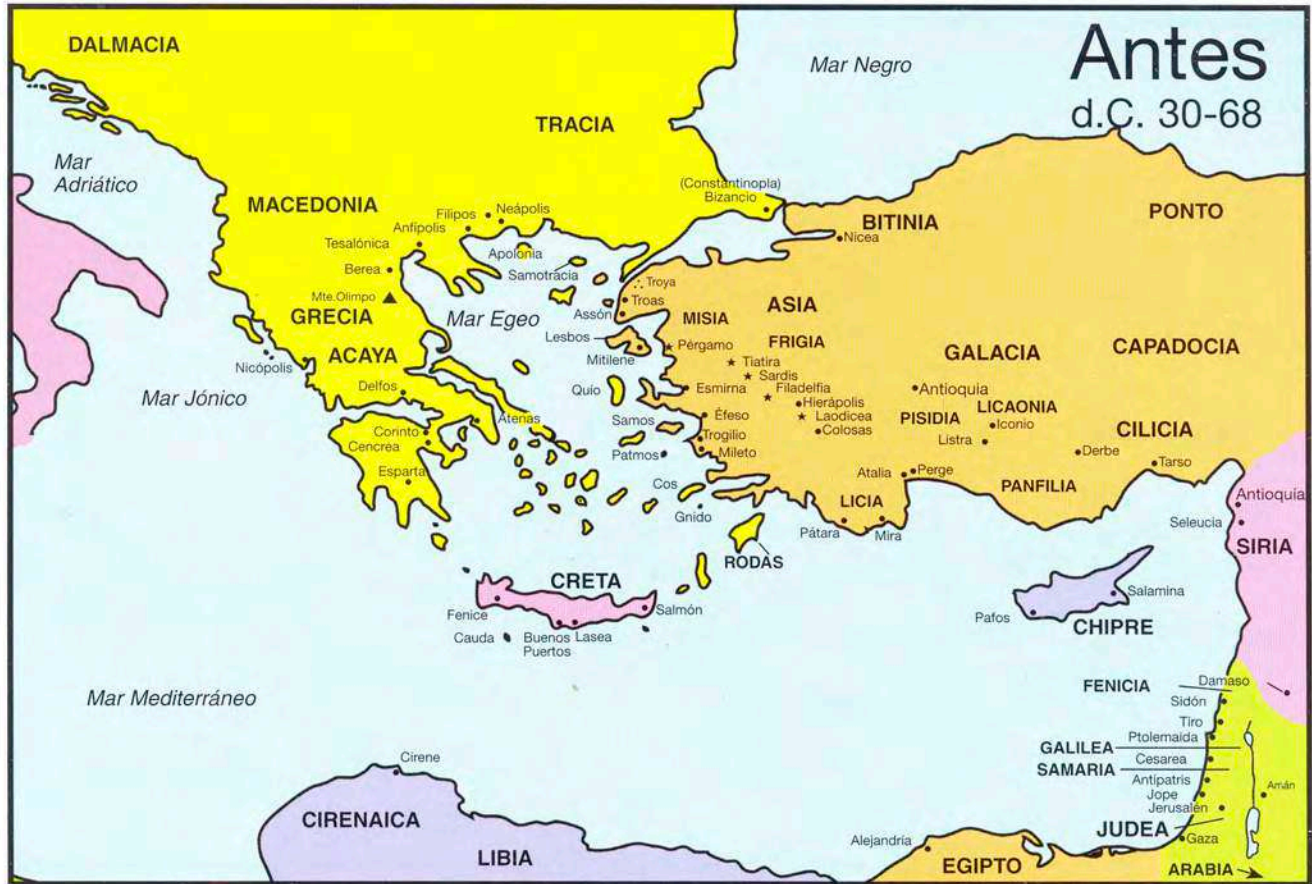 Antes
d.C. 30-68
DALMACIA
Mar Negro
TRACIA
Mar
Adriático
(Constantinopla)
Bizancio
MACEDONIA
Filipos
Neápolis
Anfípolis
BITINIA
PONTO
Tesalónica
Nicea
Apolonia
Berea
Samotracia
Troya
Mte.Olimpo
Troas
ASIA
GRECIA
Mar Egeo
Assón
MISIA
Lesbos
Pérgamo
FRIGIA
CAPADOCIA
ACAYA
Mitilene
Tiatira
GALACIA
Nicópolis
Sardis
Delfos
Quío
Esmirna
Filadelfia
Antioquia
Mar Jónico
Hierápolis
LICAONIA
Éfeso
Laodicea
PISIDIA
Samos
Atenas
Iconio
Corinto
Trogilio
Colosas
CILICIA
Cencrea
Listra
Patmos
Mileto
Derbe
Esparta
Atalia
Perge
Tarso
Cos
PANFILIA
LICIA
Antioquía
Gnido
Pátara
Mira
Seleucia
SIRIA
RODAS
CRETA
Salamina
Fenice
Salmón
Pafos
CHIPRE
Cauda
Buenos
Puertos
Lasea
Mar Mediterráneo
FENICIA
Damaso
Sidón
Tiro
Ptolemaida
GALILEA
Cirene
Cesarea
SAMARIA
Antípatris
Amán
Jope
Jerusalén
CIRENAICA
JUDEA
Alejandría
Gaza
LIBIA
EGIPTO
ARABIA